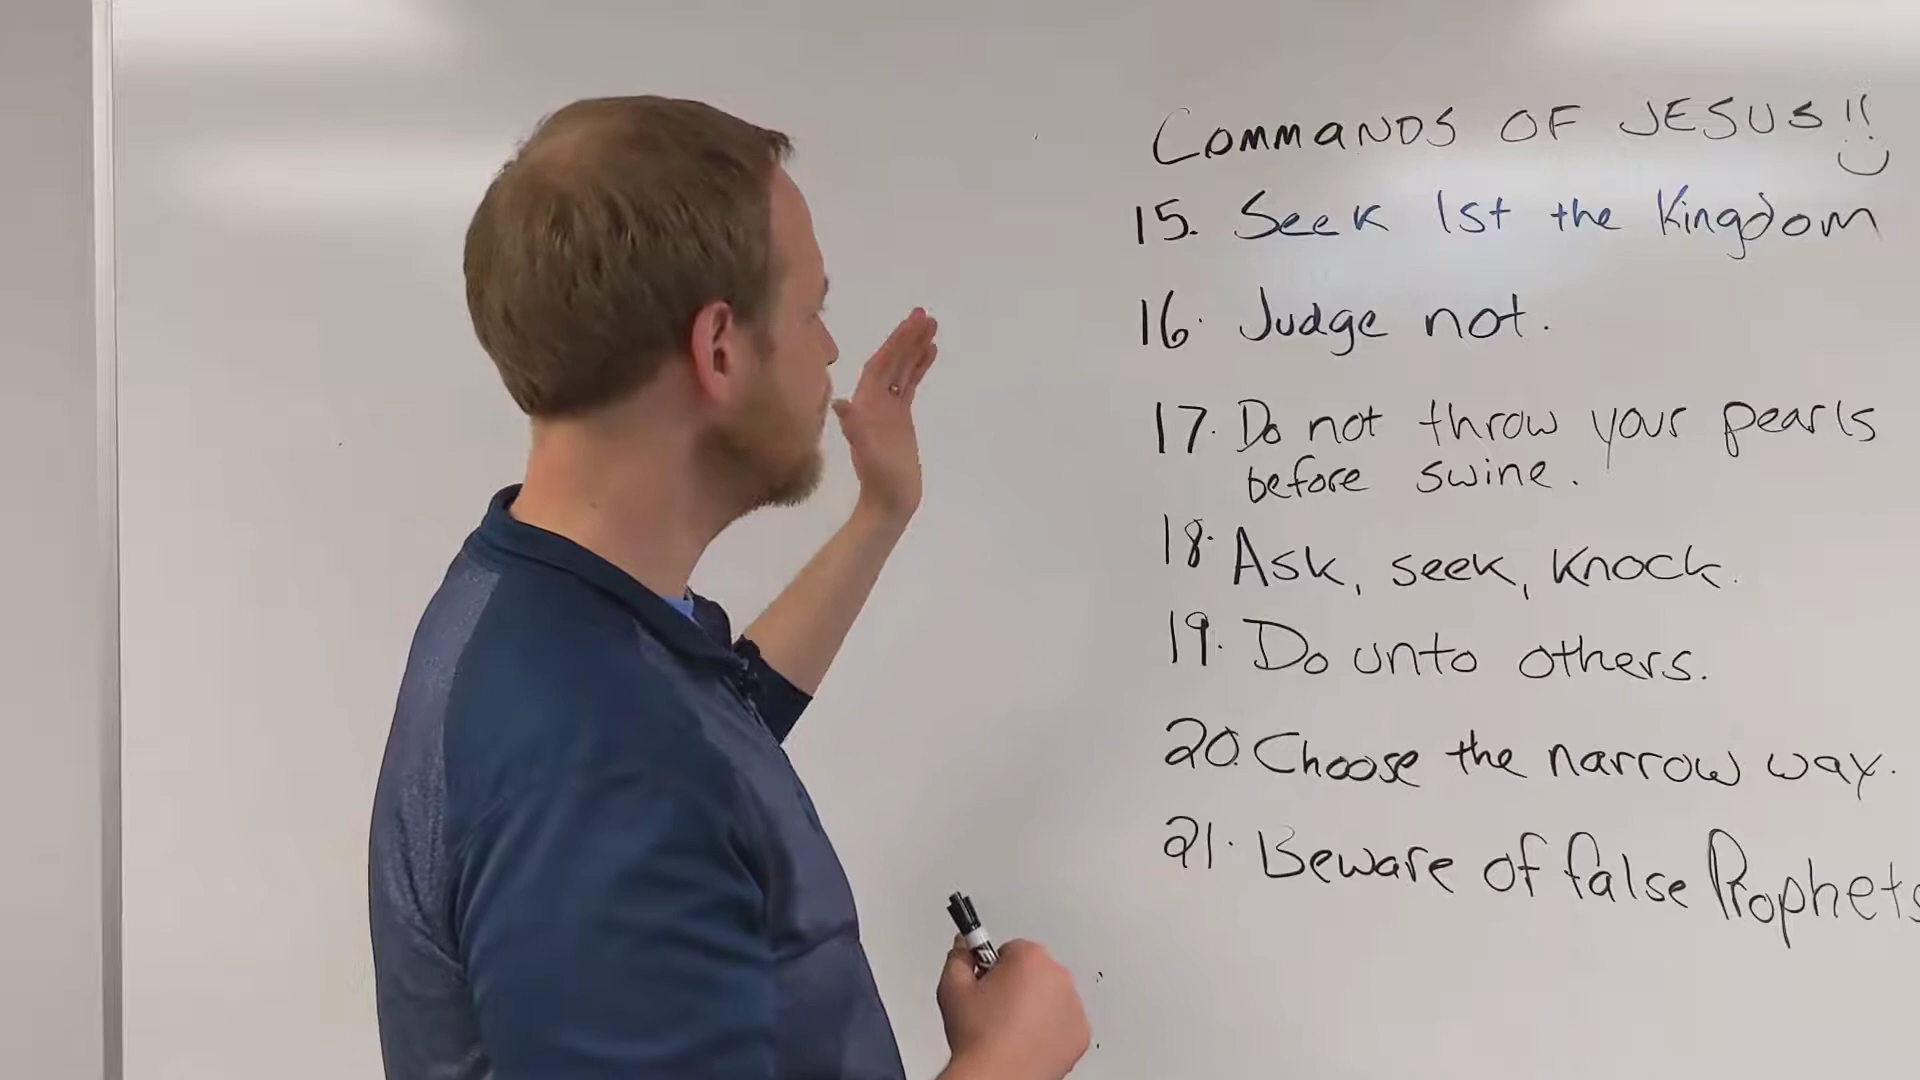 Commands OF JESUS!!
15. Seek 1st the Kingdom
16. Judge not.
17. Do not throw your pearls
before swine.
18. Ask, seek, knock.
19. Do unto others.
20. Choose the narrow way.
21. Beware of false Prophets